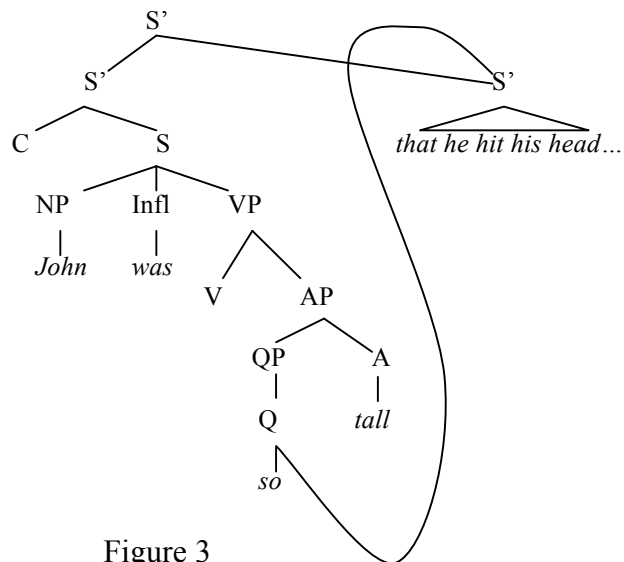 S’
S’ S’
C S that he hit his head…
NP Infl VP
John was
V AP
QP A
Q tall
so
Figure 3